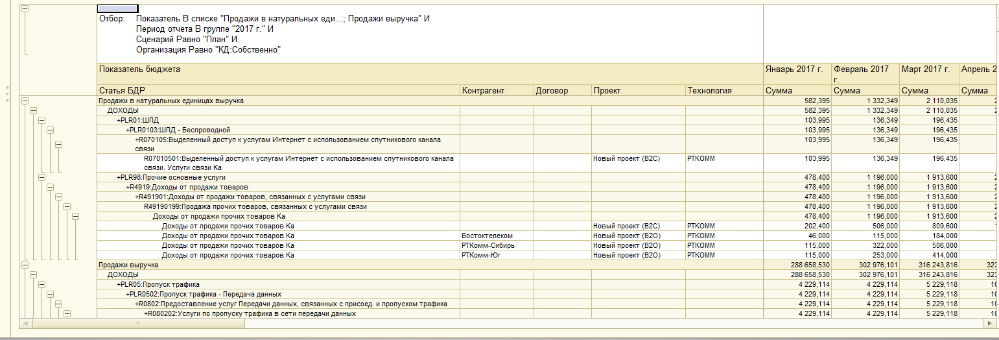 Отбор: Показатель В списке "Продажи в натуральных еди...; Продажи выручка" И
Период отчета В группе "2017 г." И
Сценарий Равно "План" И
Организация Равно "КД:Собственно"
Показатель бюджета Январь 2017 г. Февраль 2017 г. Март 2017 г. Апрель 2
Статья БДР Контрагент Договор Проект Технология Сумма Сумма Сумма Сумма
Продажи в натуральных единицах выручка 582,395 1 332,349 2 110,035 2
ДОХОДЫ 582,395 1 332,349 2 110,035 2
+PLR01:ШПД 103,995 136,349 196,435
+PLR0103:ШПД - Беспроводной 103,995 136,349 196,435
+R070105:Выделенный доступ к услугам Интернет с использованием спутникового канала 103,995 136,349 196,435
связи
R07010501:Выделенный доступ к услугам Интернет с использованием спутникового канала Новый проект (B2C) РТКОММ 103,995 136,349 196,435
связи. Услуги связи Ка
+PLR98:Прочие основные услуги 478,400 1 196,000 1 913,600 2
+R4919:Доходы от продажи товаров 478,400 1 196,000 1 913,600 2
+R491901:Доходы от продажи товаров, связанных с услугами связи 478,400 1 196,000 1 913,600 2
R49190199:Продажа прочих товаров, связанных с услугами связи 478,400 1 196,000 1 913,600 2
Доходы от продажи прочих товаров Ка 478,400 1 196,000 1 913,600 2
Доходы от продажи прочих товаров Ка Новый проект (B2C) РТКОММ 202,400 506,000 809,600 1
Доходы от продажи прочих товаров Ка Востоктелеком Новый проект (B2O) РТКОММ 46,000 115,000 184,000
Доходы от продажи прочих товаров Ка РТКомм-Сибирь Новый проект (B2O) РТКОММ 115,000 322,000 506,000
Доходы от продажи прочих товаров Ка РТКомм-Юг Новый проект (B2O) РТКОММ 115,000 253,000 414,000
Продажи выручка 288 658,530 302 976,101 316 243,816 323
ДОХОДЫ 288 658,530 302 976,101 316 243,816 323
+PLR05:Пропуск трафика 4 229,114 4 229,114 5 229,118 10
+PLR0502:Пропуск трафика - Передача данных 4 229,114 4 229,114 5 229,118 10
+R0802:Предоставление услуг Передачи данных, связанных с присоед. и пропуском трафика 4 229,114 4 229,114 5 229,118 10
+R080202:Услуги по пропуску трафика в сети передачи данных 4 229,114 4 229,114 5 229,118 10